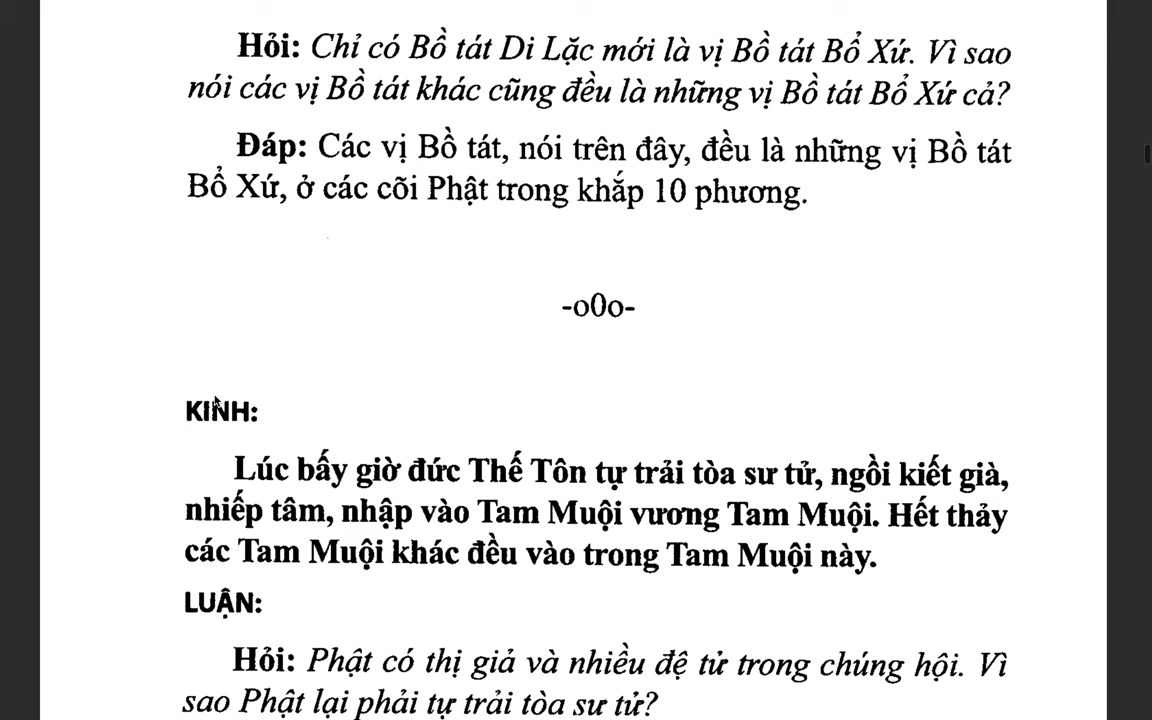 Hỏi: Chỉ có Bồ tát Di Lặc mới là vị Bồ tát Bổ Xứ. Vì sao
nói các vị Bồ tát khác cũng đều là những vị Bồ tát Bổ Xứ cả?
Đáp: Các vị Bồ tát, nói trên đây, đều là những vị Bồ tát
Bổ Xứ, ở các cõi Phật trong khắp 10 phương.
-o0o-
KINH:
Lúc bấy giờ đức Thế Tôn tự trải tòa sư tử, ngồi kiết già,
nhiếp tâm, nhập vào Tam Muội vương Tam Muội. Hết thảy
các Tam Muội khác đều vào trong Tam Muội này.
LUẬN:
Hỏi: Phật có thị giả và nhiều đệ tử trong chúng hội. Vì
sao Phật lại phải tự trải tòa sư tử?